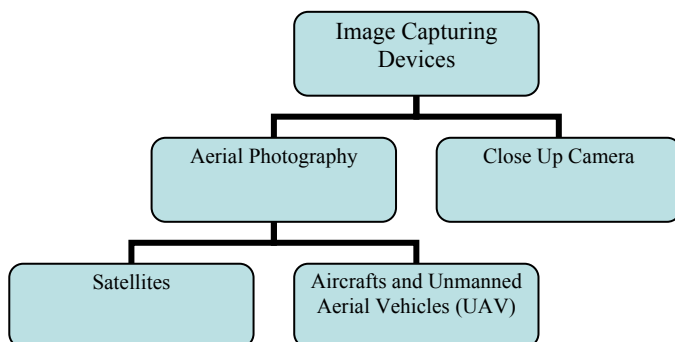 Image Capturing
Devices
Aerial Photography
Close Up Camera
Satellites
Aircrafts and Unmanned
Aerial Vehicles (UAV)